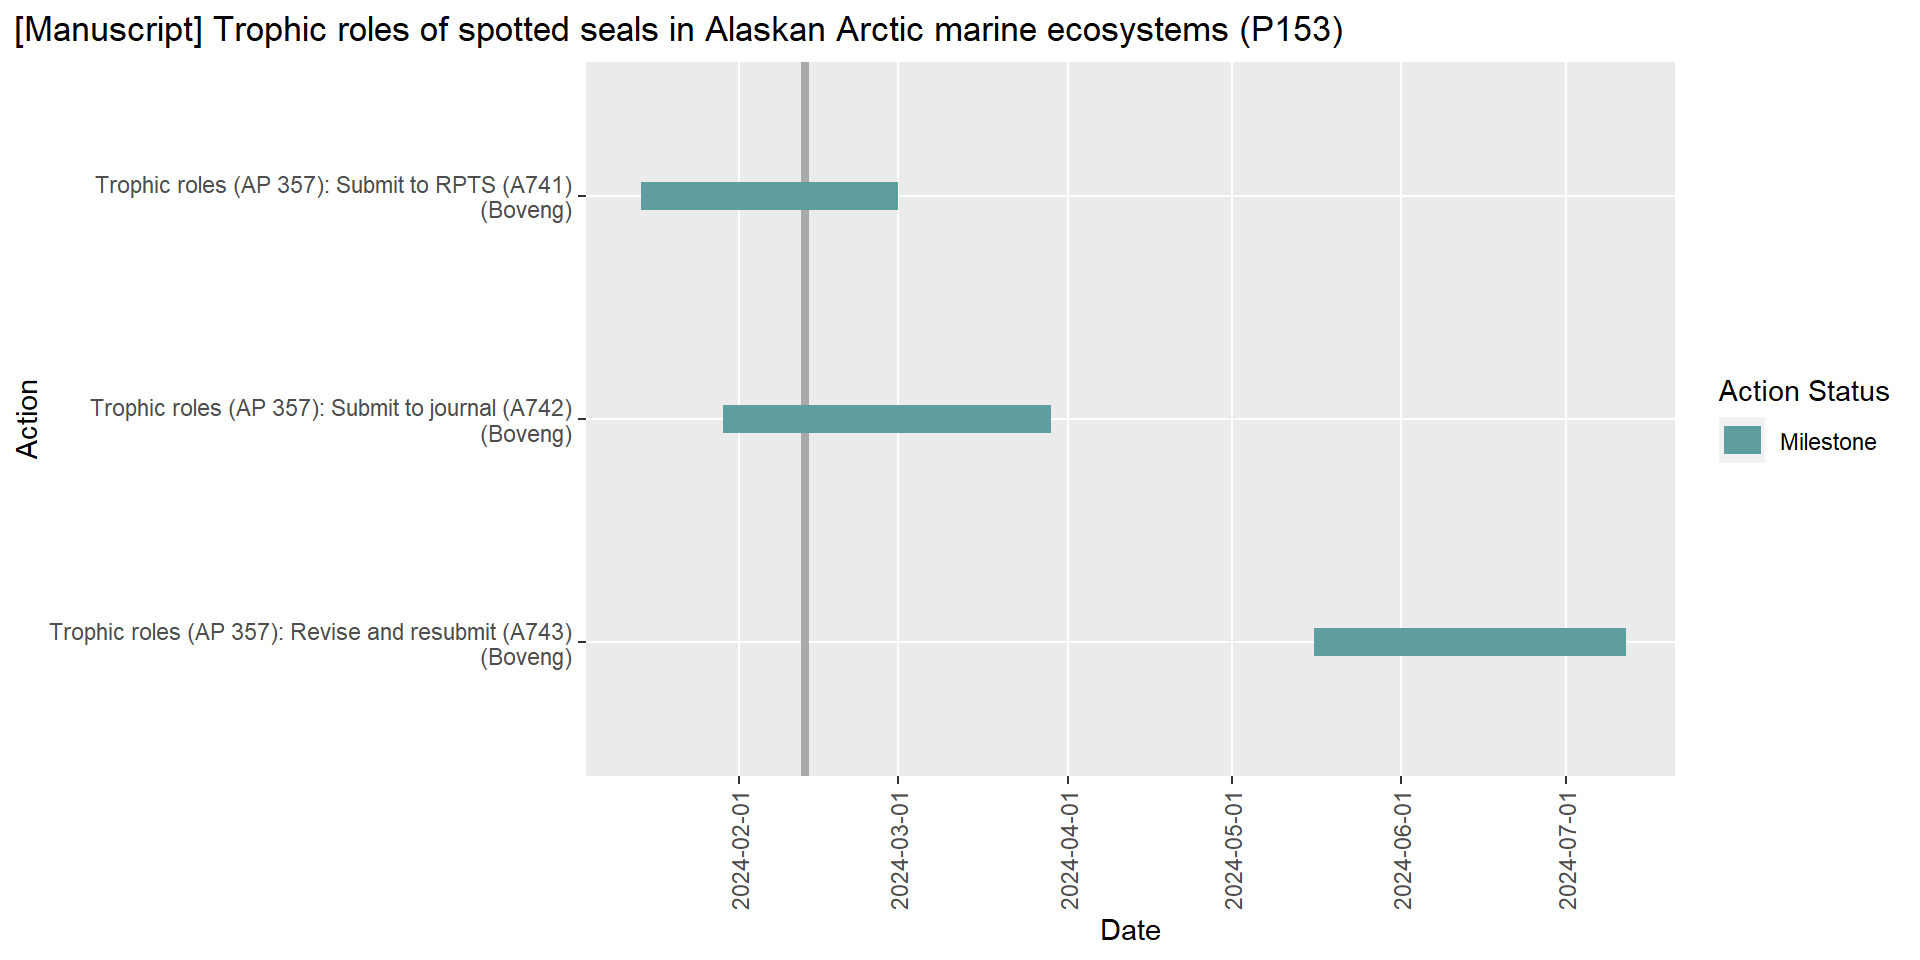 [Manuscript] Trophic roles of spotted seals in Alaskan Arctic marine ecosystems (P153)
Action
Trophic roles (AP 357): Submit to RPTS (A741)
(Boveng)
Trophic roles (AP 357): Submit to journal (A742)
(Boveng)
Trophic roles (AP 357): Revise and resubmit (A743)
(Boveng)
2024-02-01
2024-03-01
2024-04-01
2024-05-01
2024-06-01
2024-07-01
Date
Action Status
Milestone